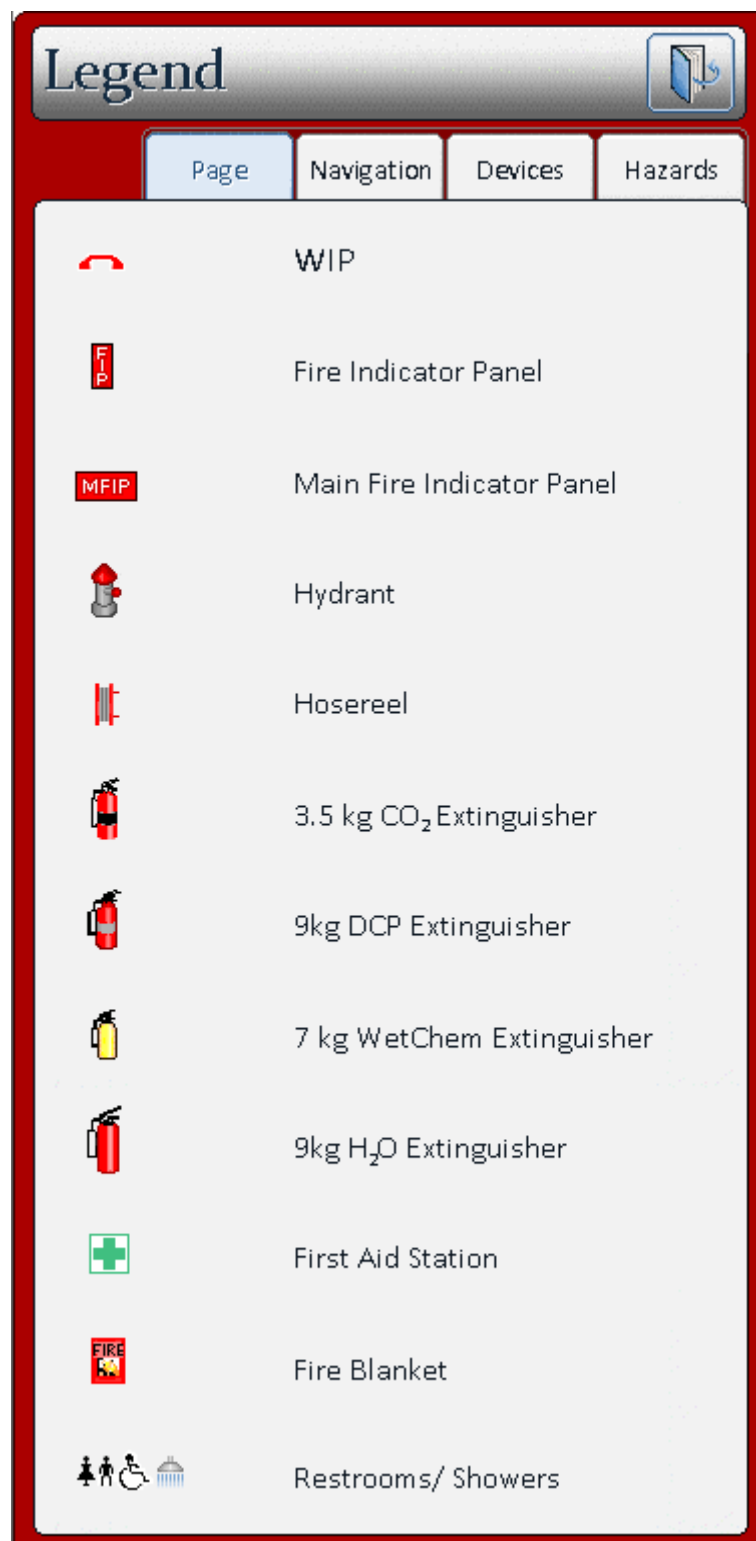 Legend
Page Navigation Devices Hazards
WIP
FIP
Fire Indicator Panel
MFIP
Main Fire Indicator Panel
Hydrant
Hosereel
3.5 kg CO₂ Extinguisher
9kg DCP Extinguisher
7 kg WetChem Extinguisher
9kg H₂O Extinguisher
First Aid Station
FIRE
Fire Blanket
Restrooms/ Showers